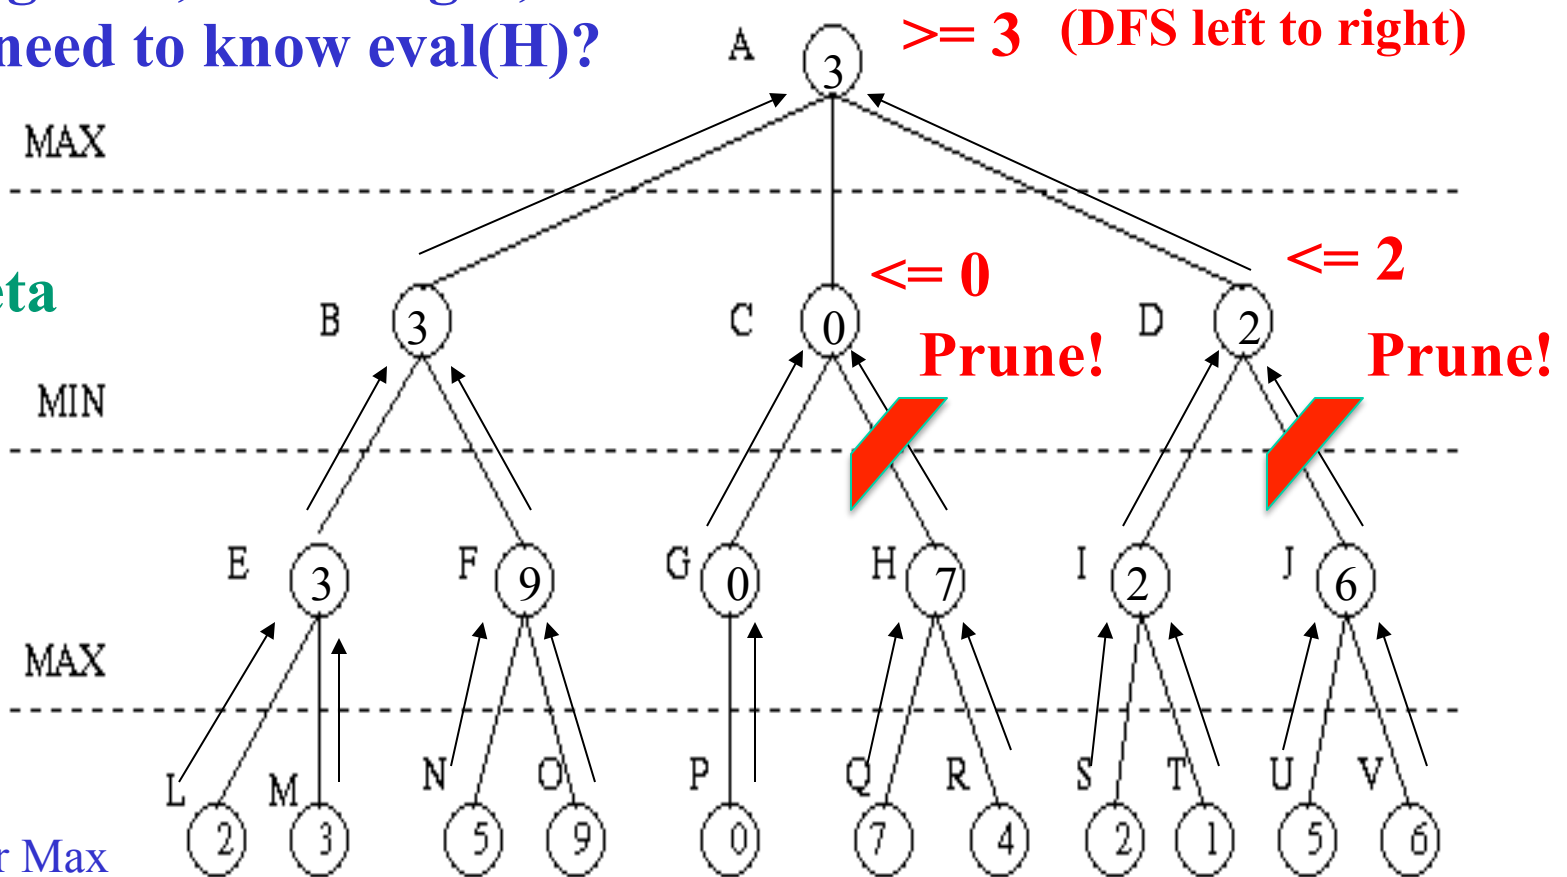 need to know eval(H)?
A 3 >= 3 (DFS left to right)
MAX
<= 0 <= 2
B 3 C 0 D 2
Prune! Prune!
MIN
E 3 F 9 G 0 H 7 I 2 J 6
MAX
L M N O P Q R S T U V
2 3 5 9 0 7 4 2 1 5 6
Max